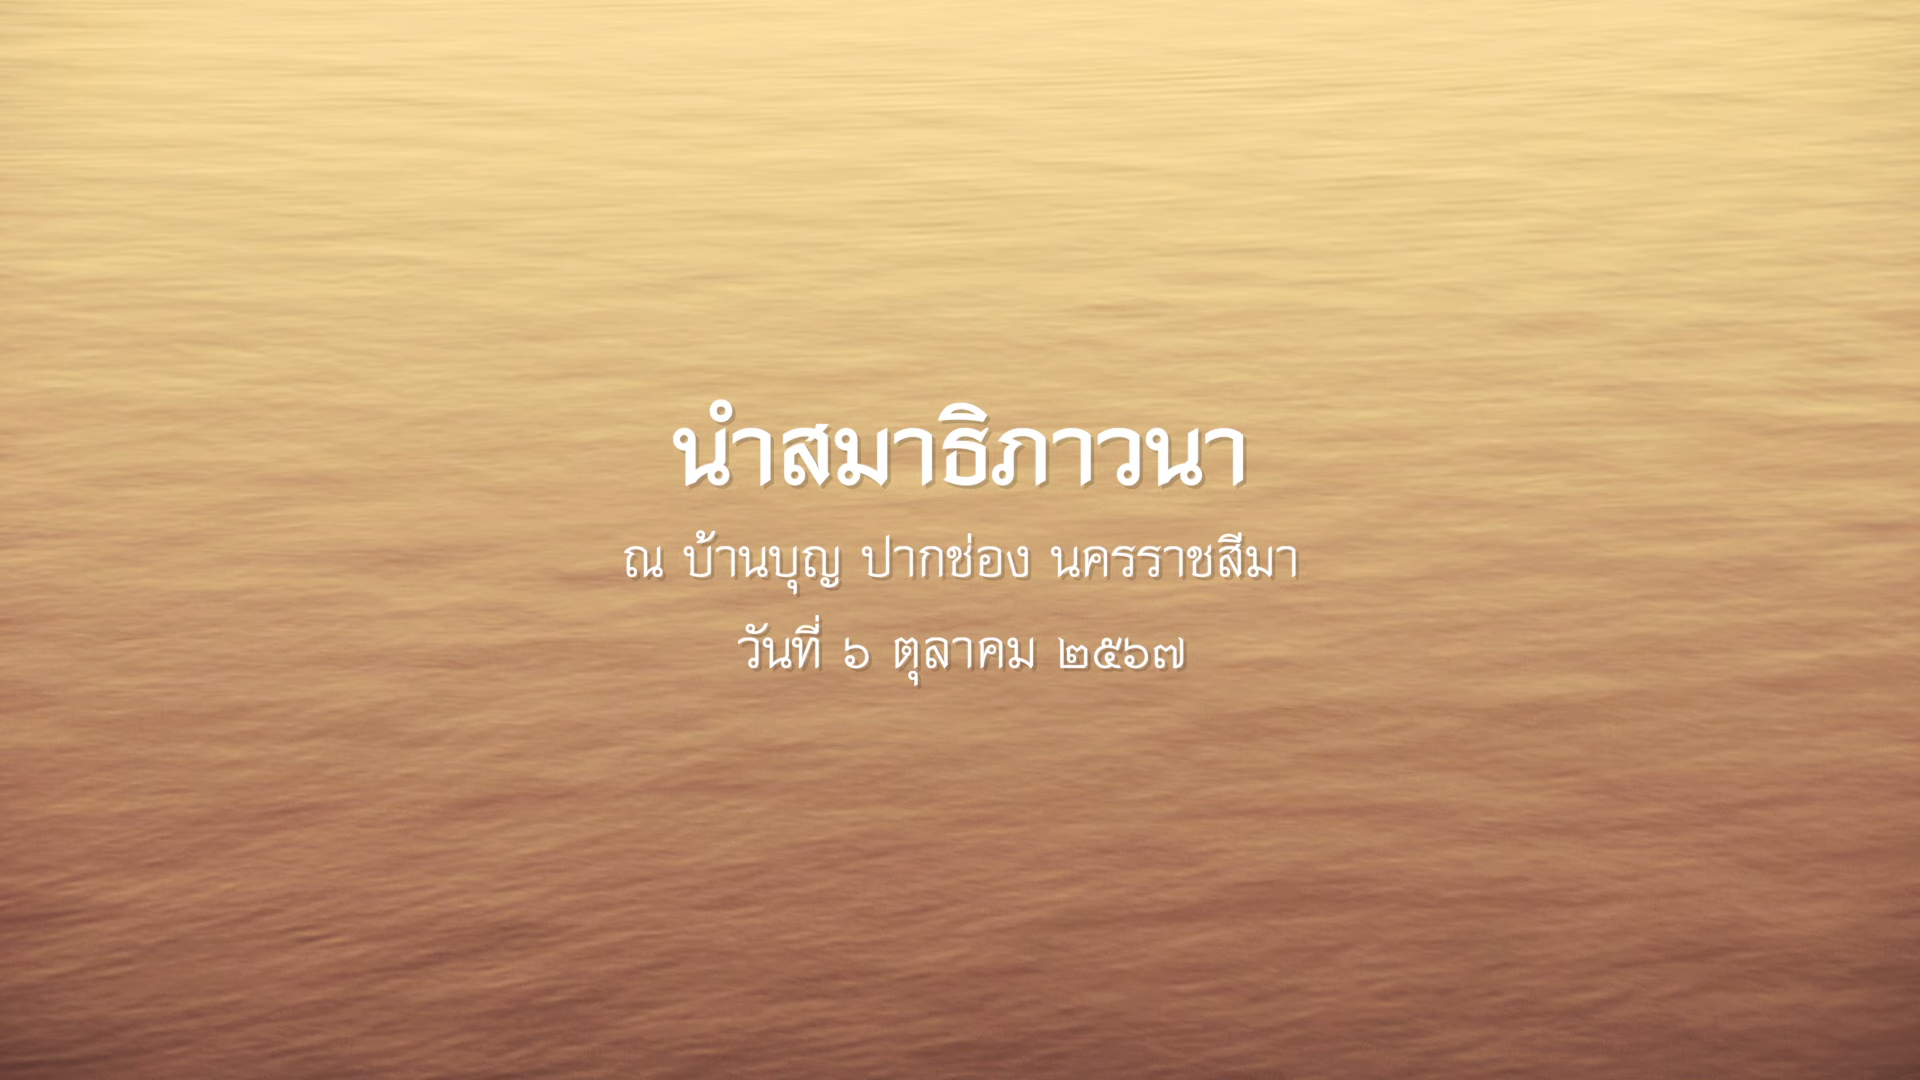 นำสมาธิภาวนา
ณ บ้านบุญ ปากช่อง นครราชสีมา
วันที่ ๖ ตุลาคม ๒๕๖๗